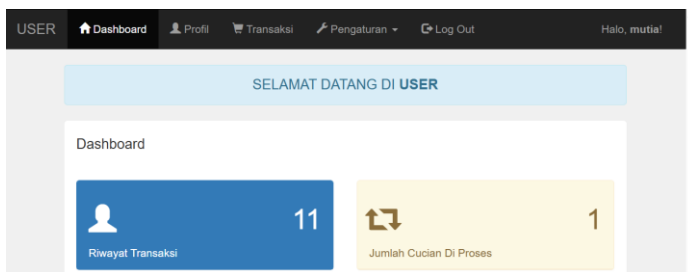 USER Dashboard Profil Transaksi Pengaturan Log Out Halo, mutia!
SELAMAT DATANG DI USER
Dashboard
11
Riwayat Transaksi
1
Jumlah Cucian Di Proses